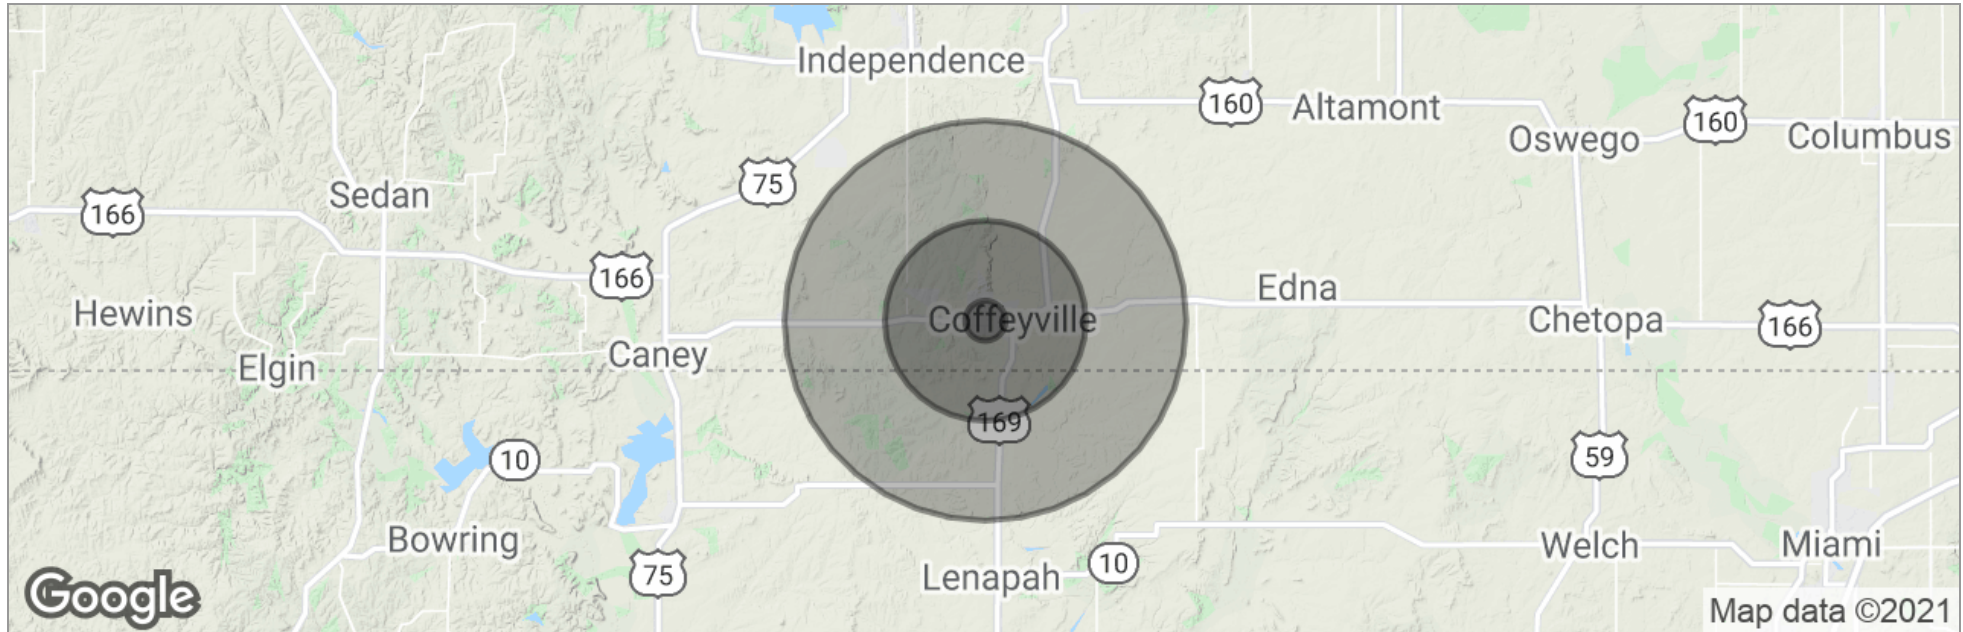 Independence
160
Altamont
160
Oswego
Columbus
75
Sedan
166
166
Edna
Hewins
Coffeyville
Chetopa
166
Caney
Elgin
169
10
59
Bowring
Welch
Miami
75
Lenapah
10
Google
Map data ©2021